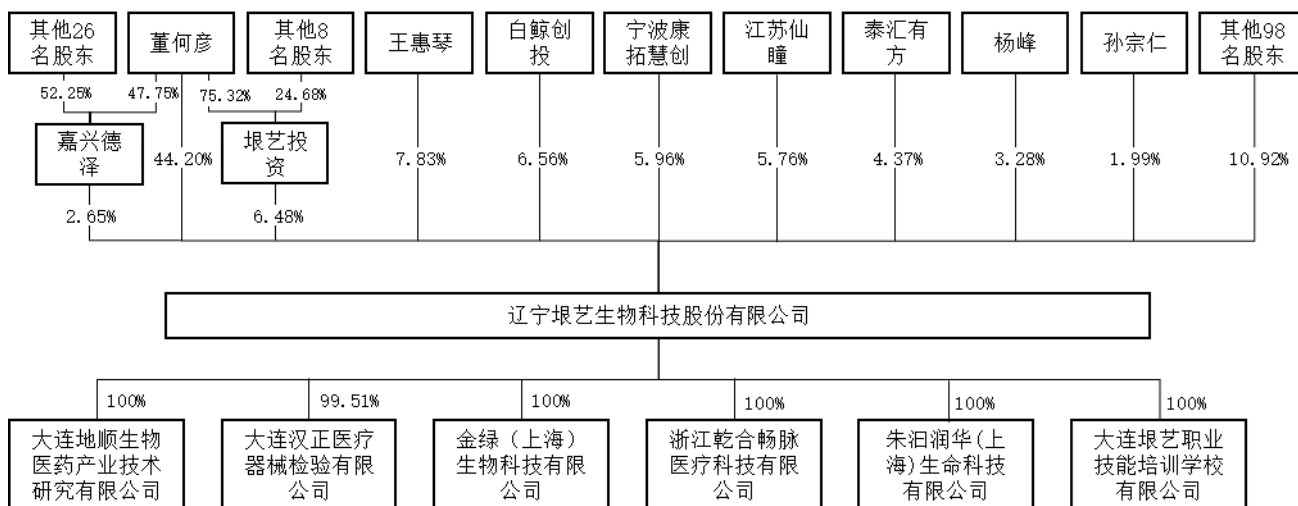 其他26
名股东
董何彦
其他8
名股东
王惠琴
白鲸创
投
宁波康
拓慧创
江苏仙
瞳
泰汇有
方
杨峰
孙宗仁
其他98
名股东
52.25%
47.75%
75.32%
24.68%
嘉兴德
泽
44.20%
垠艺投
资
7.83%
6.56%
5.96%
5.76%
4.37%
3.28%
1.99%
10.92%
2.65%
6.48%
辽宁垠艺生物科技股份有限公司
100%
99.51%
100%
100%
100%
100%
大连地顺生物
医药产业技术
研究有限公司
大连汉正医疗
器械检验有限
公司
金绿（上海）
生物科技有限
公司
浙江乾合畅脉
医疗科技有限
公司
朱汩润华(上
海)生命科技
有限公司
大连垠艺职业
技能培训学校
有限公司